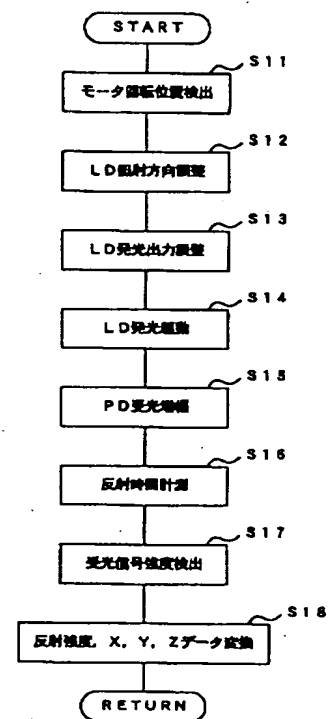 START
S11
モータ回転位置検出
S12
LD照射方向調整
S13
LD発光出力調整
S14
LD発光駆動
S15
PD受光増幅
S16
反射時間計測
S17
受光信号強度検出
S18
反射強度, X, Y, Zデータ変換
RETURN